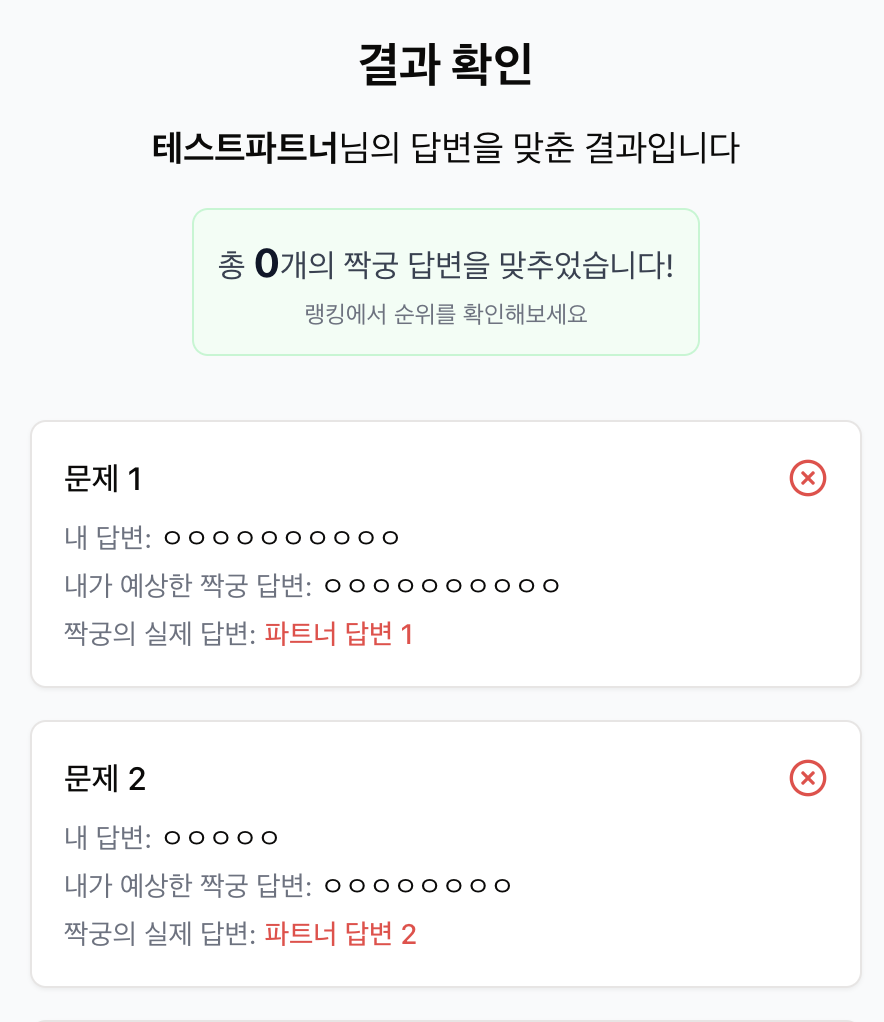 결과 확인
테스트파트너님의 답변을 맞춘 결과입니다
총 0개의 짝궁 답변을 맞추었습니다!
랭킹에서 순위를 확인해보세요
문제 1
내 답변: ㅇㅇㅇㅇㅇㅇㅇㅇㅇㅇ
내가 예상한 짝궁 답변: ㅇㅇㅇㅇㅇㅇㅇㅇㅇㅇ
짝궁의 실제 답변: 파트너 답변 1
문제 2
내 답변: ㅇㅇㅇㅇㅇ
내가 예상한 짝궁 답변: ㅇㅇㅇㅇㅇㅇㅇㅇ
짝궁의 실제 답변: 파트너 답변 2